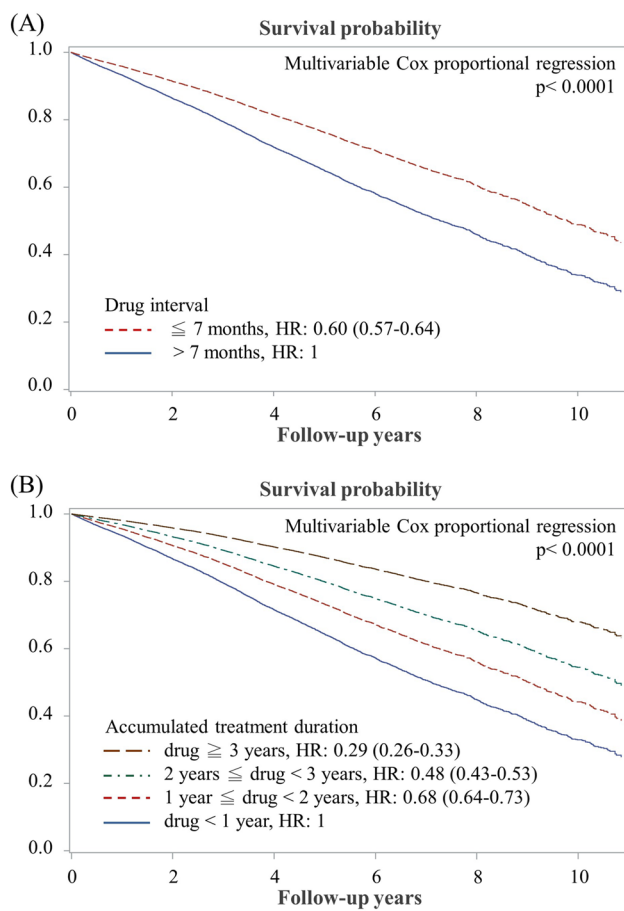 (A)
Survival probability
Multivariable Cox proportional regression
p< 0.0001
1.0
0.8
0.6
0.4
0.2
0.0
Drug interval
≦ 7 months, HR: 0.60 (0.57-0.64)
> 7 months, HR: 1
0 2 4 6 8 10
Follow-up years
(B)
Survival probability
Multivariable Cox proportional regression
p< 0.0001
1.0
0.8
0.6
0.4
0.2
0.0
Accumulated treatment duration
drug ≧ 3 years, HR: 0.29 (0.26-0.33)
2 years ≦ drug < 3 years, HR: 0.48 (0.43-0.53)
1 year ≦ drug < 2 years, HR: 0.68 (0.64-0.73)
drug < 1 year, HR: 1
0 2 4 6 8 10
Follow-up years